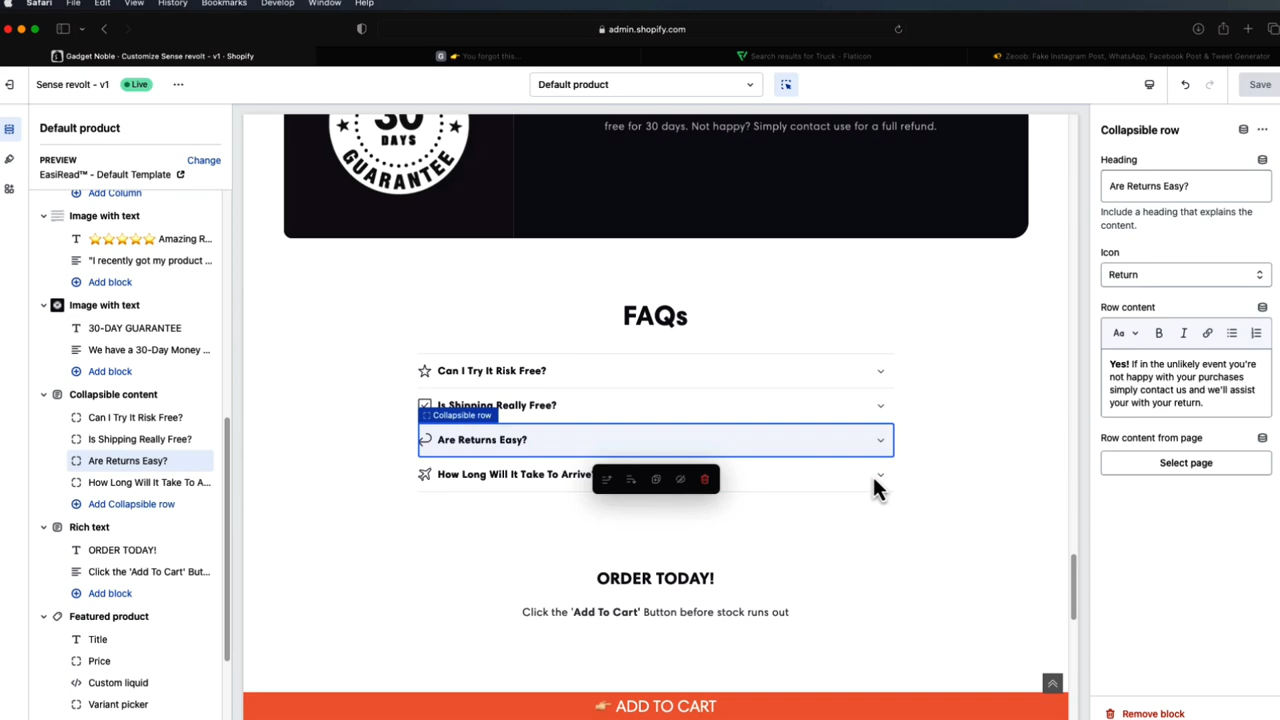 Safari File Edit View History Bookmarks Develop Window Help
admin.shopify.com
Gadget Noble - Customize Sense revolt - v1 · Shopify
G 👉 You forgot this...
Search results for Truck - Flaticon
Zeoob: Fake Instagram Post, WhatsApp, Facebook Post & Tweet Generator
Sense revolt - v1 Live ···
Default product
Save
Default product
PREVIEW
Change
EasiRead™ - Default Template
Add Column
Image with text
⭐⭐⭐⭐⭐ Amazing R...
"I recently got my product ...
Add block
Image with text
30-DAY GUARANTEE
We have a 30-Day Money ...
Add block
Collapsible content
Can I Try It Risk Free?
Is Shipping Really Free?
Are Returns Easy?
How Long Will It Take To A...
Add Collapsible row
Rich text
ORDER TODAY!
Click the 'Add To Cart' But...
Add block
Featured product
Title
Price
Custom liquid
Variant picker
30
DAYS
GUARANTEE
free for 30 days. Not happy? Simply contact use for a full refund.
FAQs
Can I Try It Risk Free?
Is Shipping Really Free?
Collapsible row
Are Returns Easy?
How Long Will It Take To Arrive
ORDER TODAY!
Click the 'Add To Cart' Button before stock runs out
👉 ADD TO CART
Collapsible row
Heading
Are Returns Easy?
Include a heading that explains the
content.
Icon
Return
Row content
Aa B I
Yes! If in the unlikely event you're
not happy with your purchases
simply contact us and we'll assist
your with your return.
Row content from page
Select page
Remove block